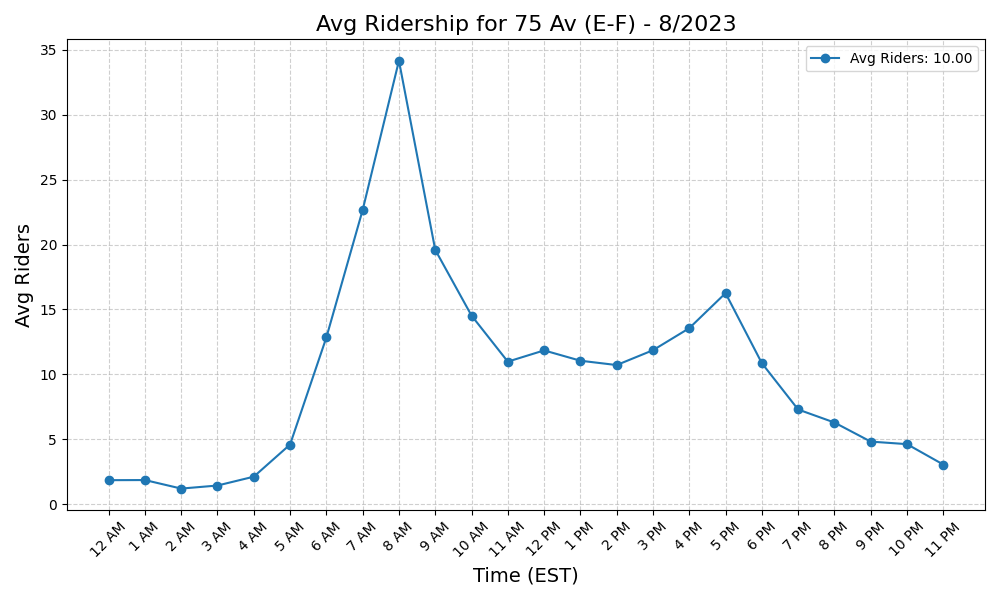 Avg Ridership for 75 Av (E-F) - 8/2023
Avg Riders: 10.00
35
30
25
20
15
10
5
0
Avg Riders
12 AM
1 AM
2 AM
3 AM
4 AM
5 AM
6 AM
7 AM
8 AM
9 AM
10 AM
11 AM
12 PM
1 PM
2 PM
3 PM
4 PM
5 PM
6 PM
7 PM
8 PM
9 PM
10 PM
11 PM
Time (EST)